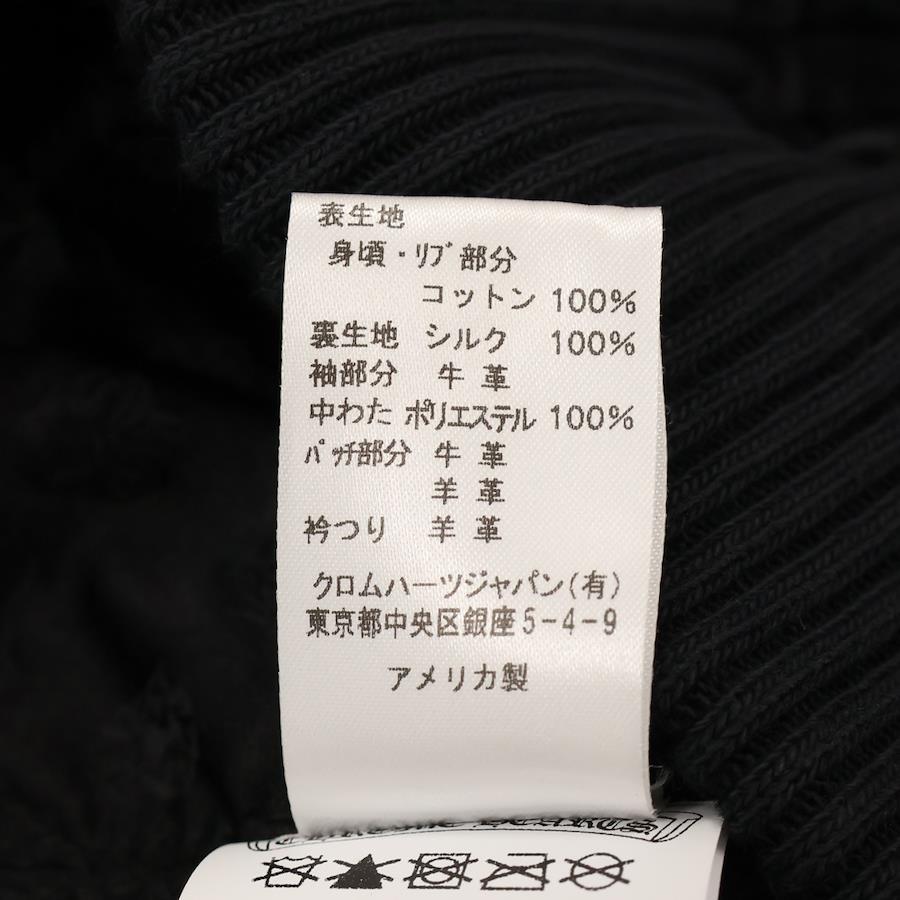 表生地
身頃・リブ部分
コットン 100%
裏生地 シルク 100%
袖部分 牛 革
中わた ポリエステル 100%
パッチ部分 牛 革
羊 革
衿つり 羊 革
クロムハーツジャパン(有)
東京都中央区銀座5-4-9
アメリカ製